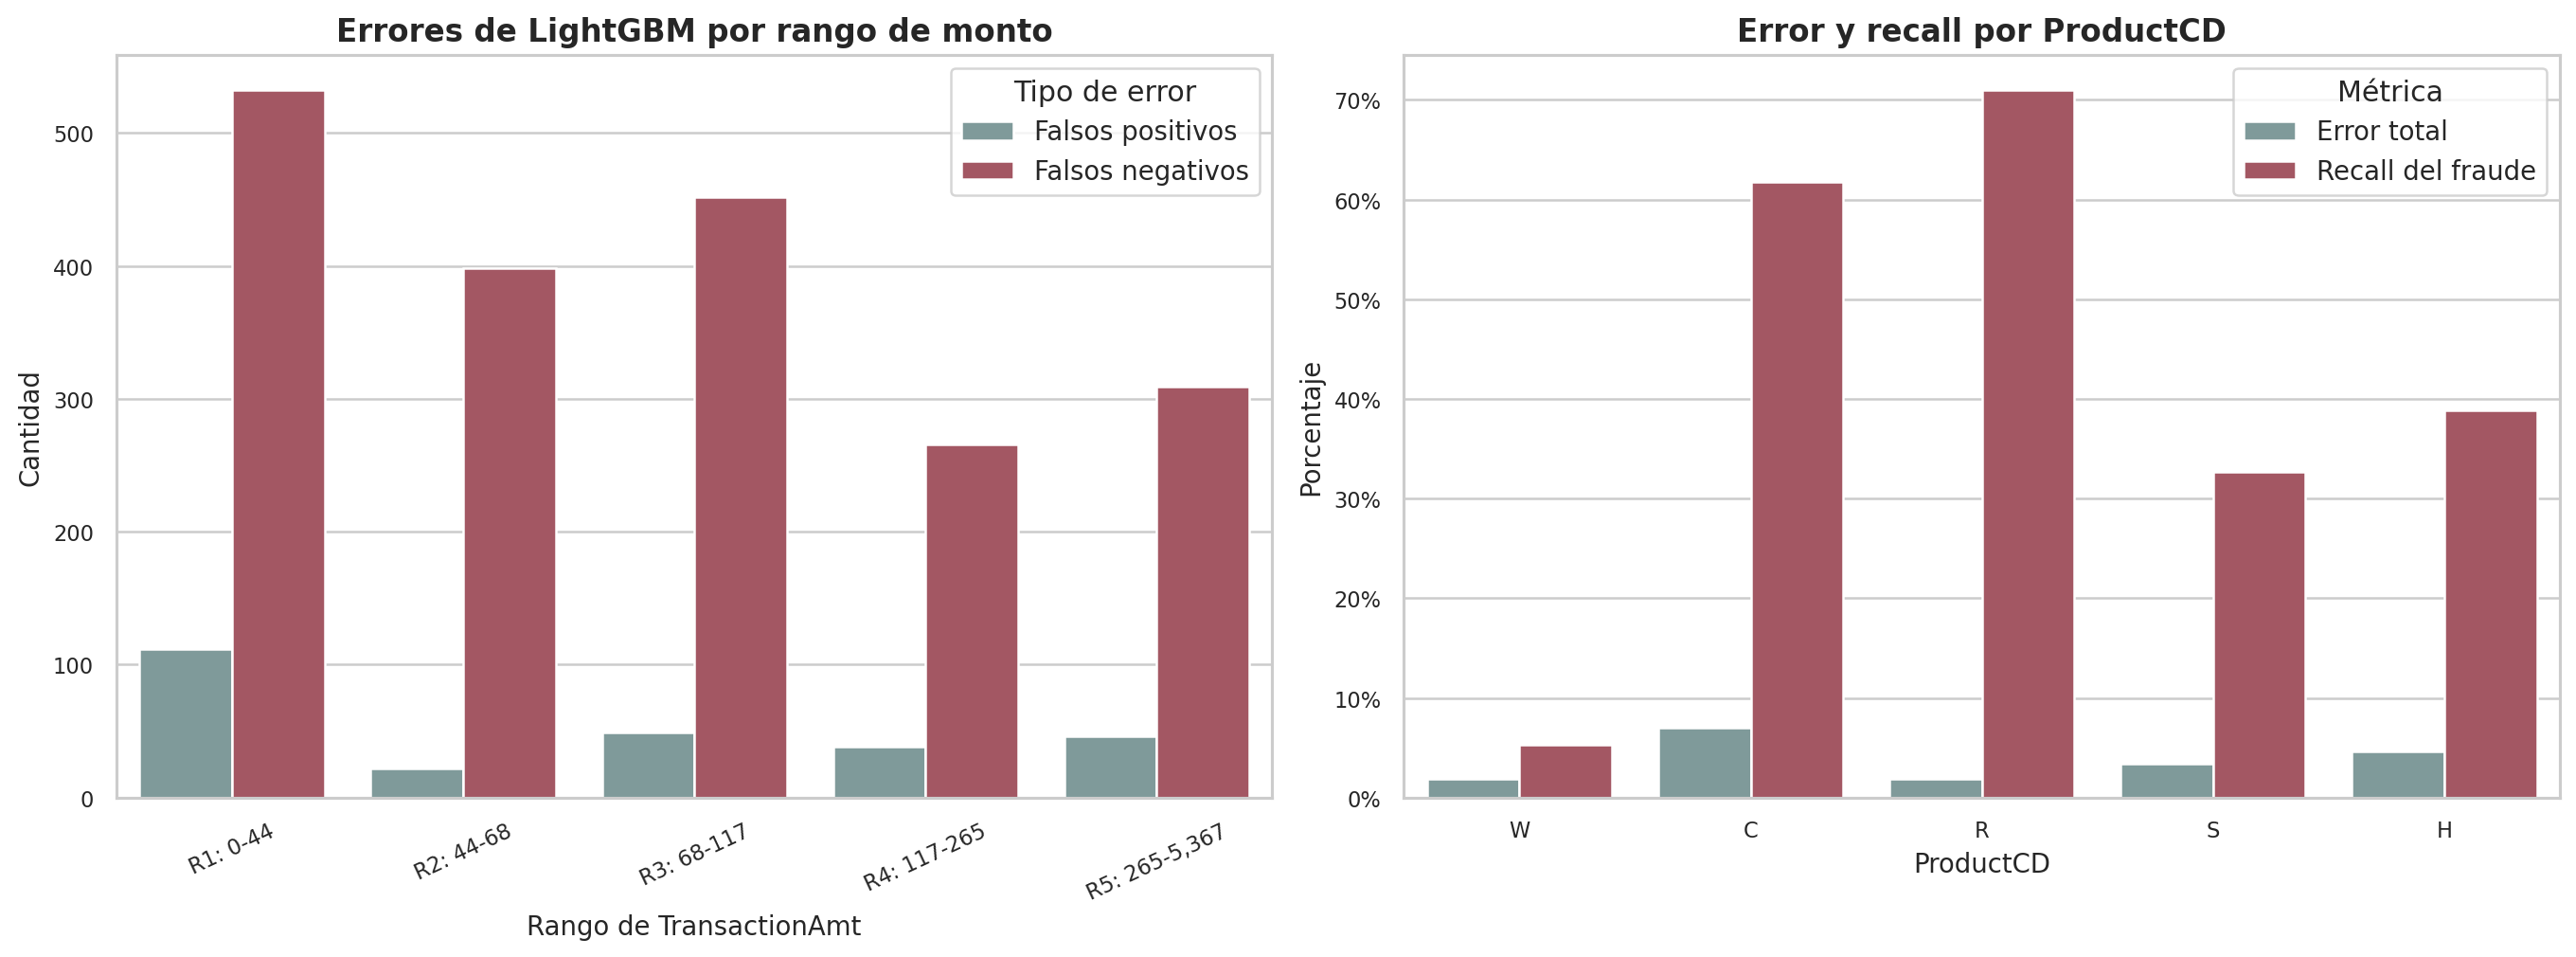 Errores de LightGBM por rango de monto
Tipo de error
Falsos positivos
Falsos negativos
Cantidad
500
400
300
200
100
0
R1: 0-44
R2: 44-68
R3: 68-117
R4: 117-265
R5: 265-5,367
Rango de TransactionAmt
Error y recall por ProductCD
Métrica
Error total
Recall del fraude
Porcentaje
70%
60%
50%
40%
30%
20%
10%
0%
W
C
R
S
H
ProductCD